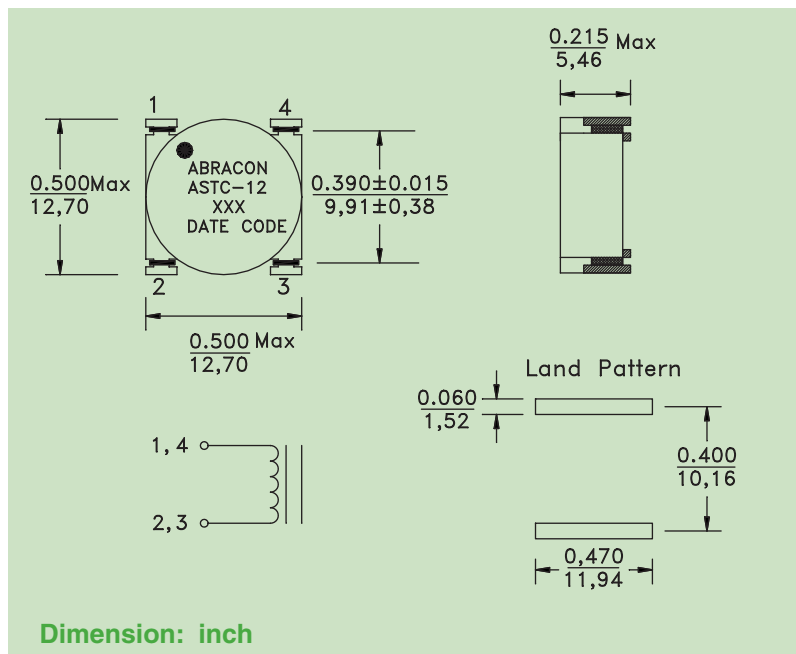 0.215 Max
5,46
1
4
ABRACON
ASTC-12
XXX
DATE CODE
0.500 Max
12,70
0.390±0.015
9,91±0,38
2
3
0.500 Max
12,70
Land Pattern
0.060
1,52
0.400
10,16
1,4
2,3
0,470
11,94
Dimension: inch